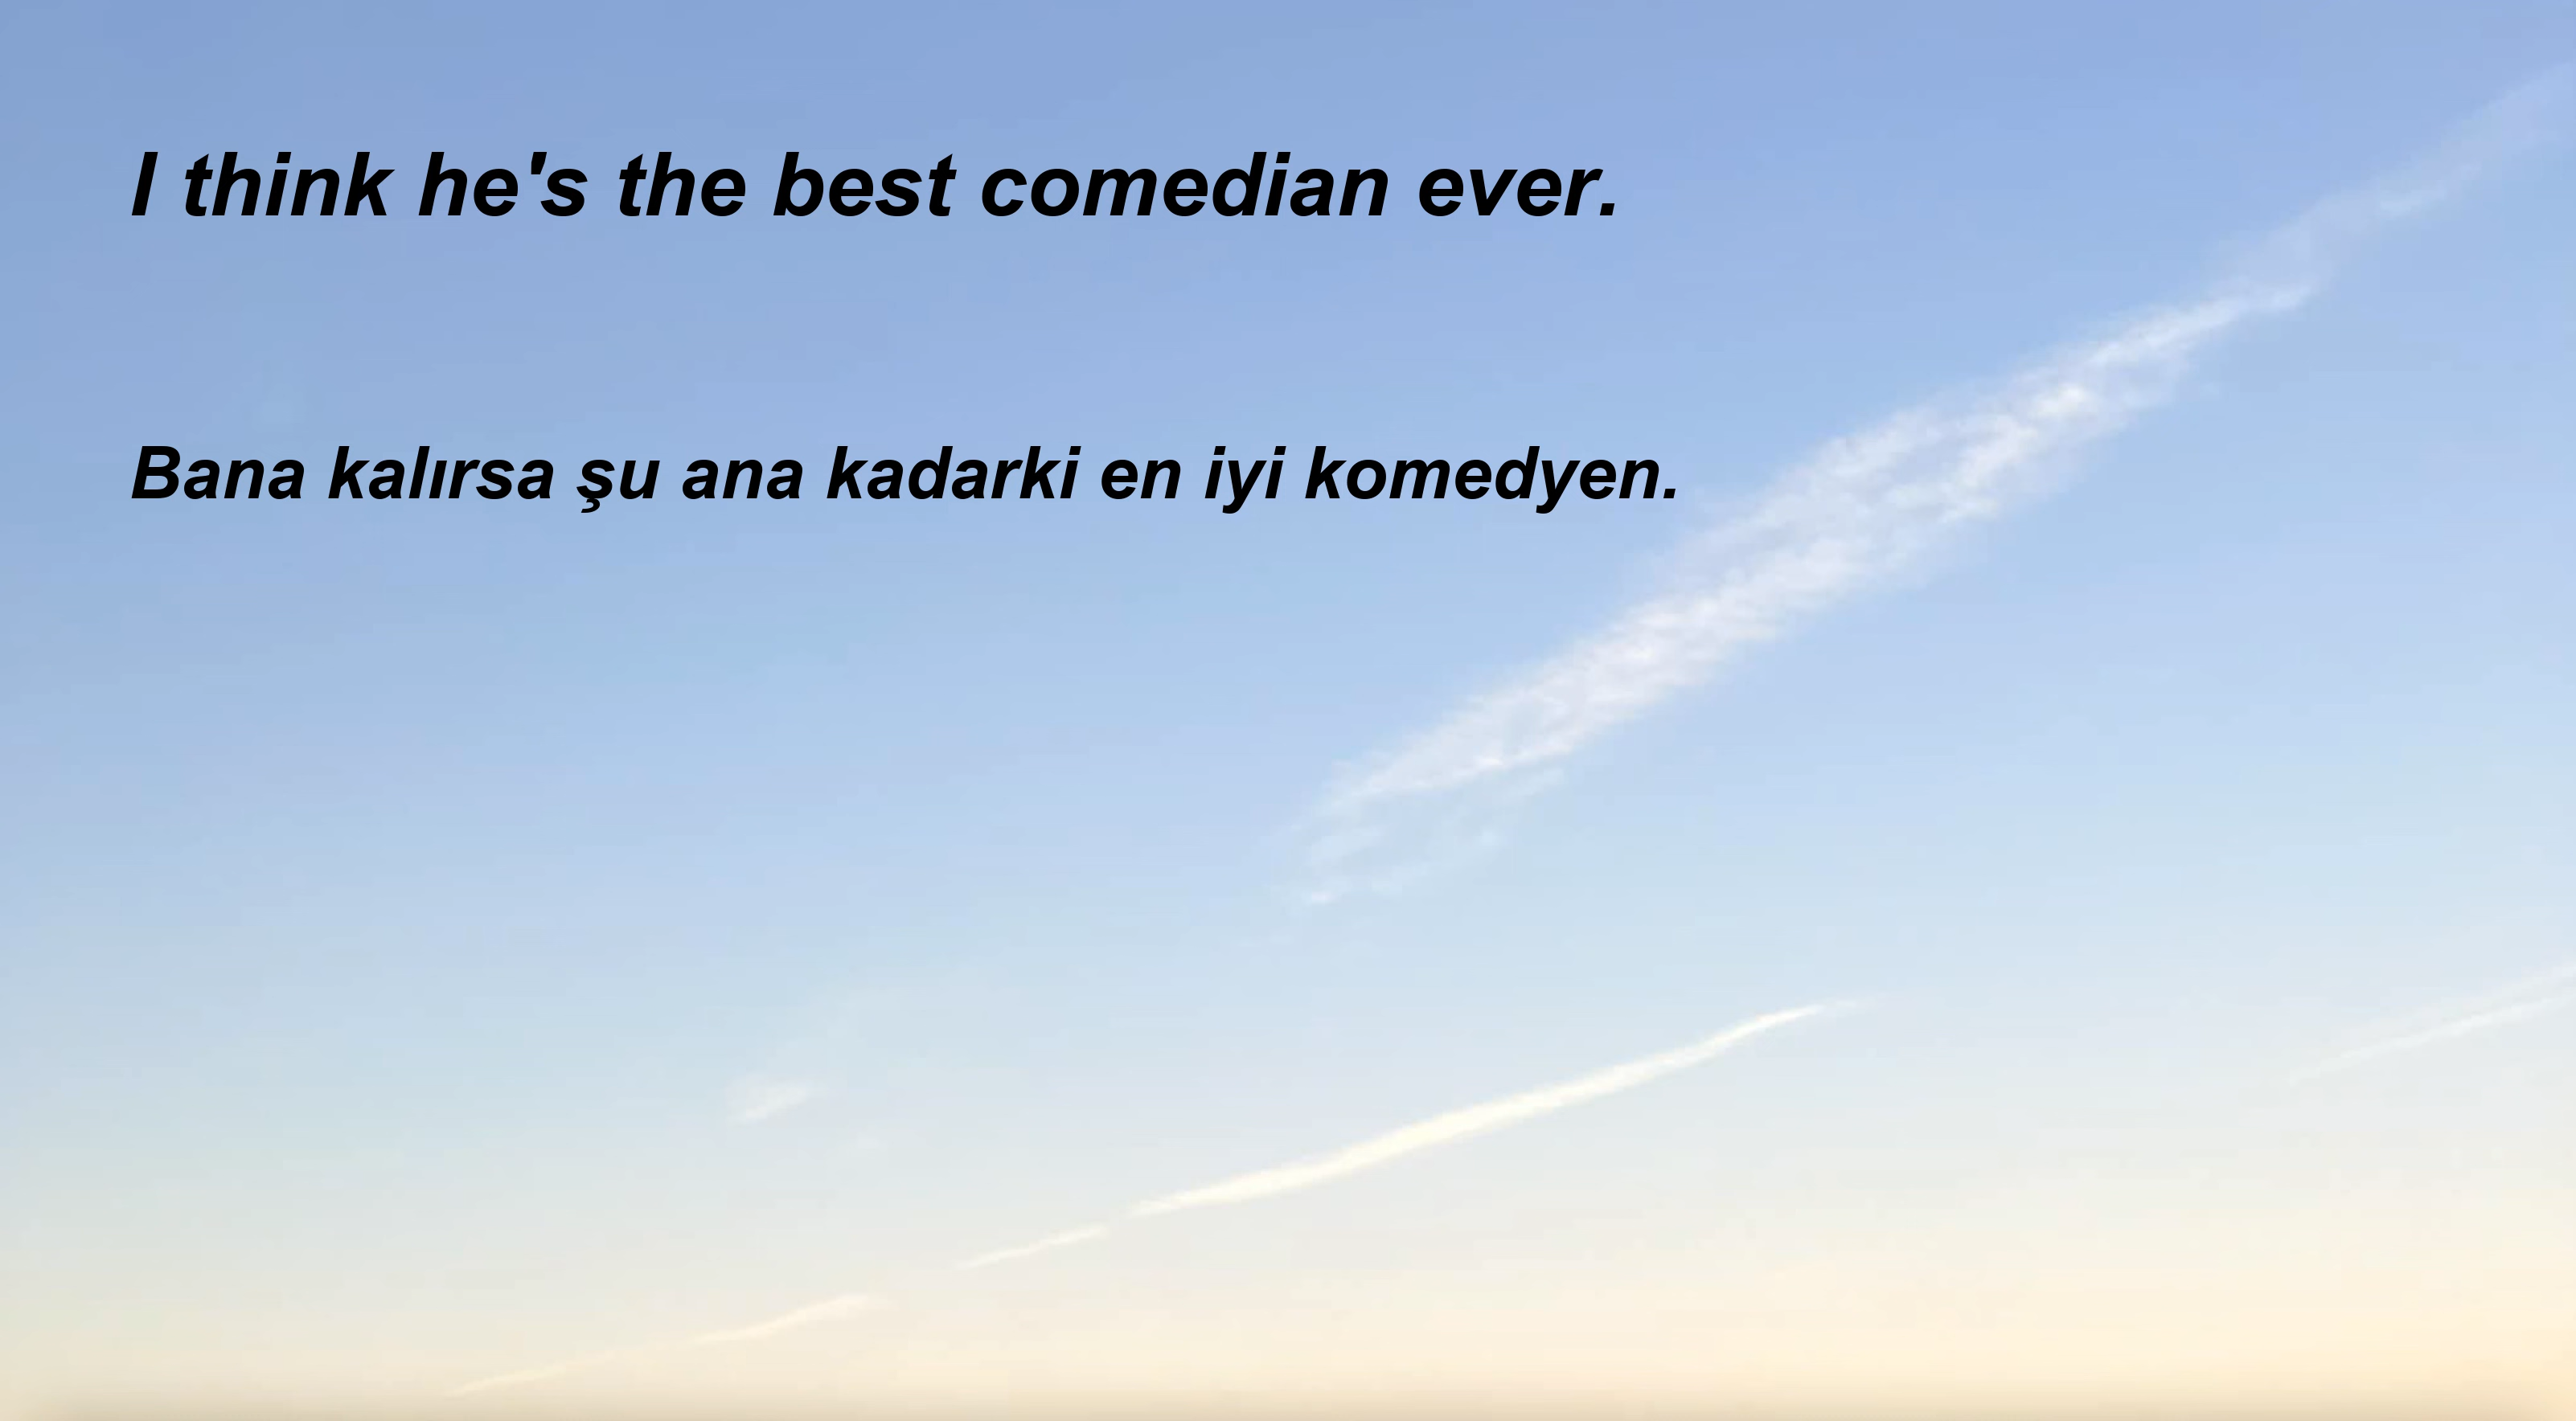 I think he's the best comedian ever.
Bana kalırsa şu ana kadarki en iyi komedyen.